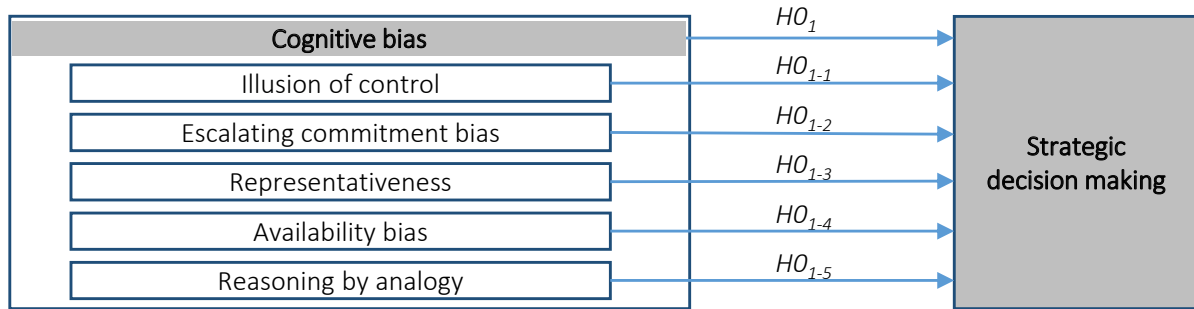 Cognitive bias
HO₁
Illusion of control
HO₁₋₁
Escalating commitment bias
HO₁₋₂
Representativeness
HO₁₋₃
Availability bias
HO₁₋₄
Reasoning by analogy
HO₁₋₅
Strategic
decision making